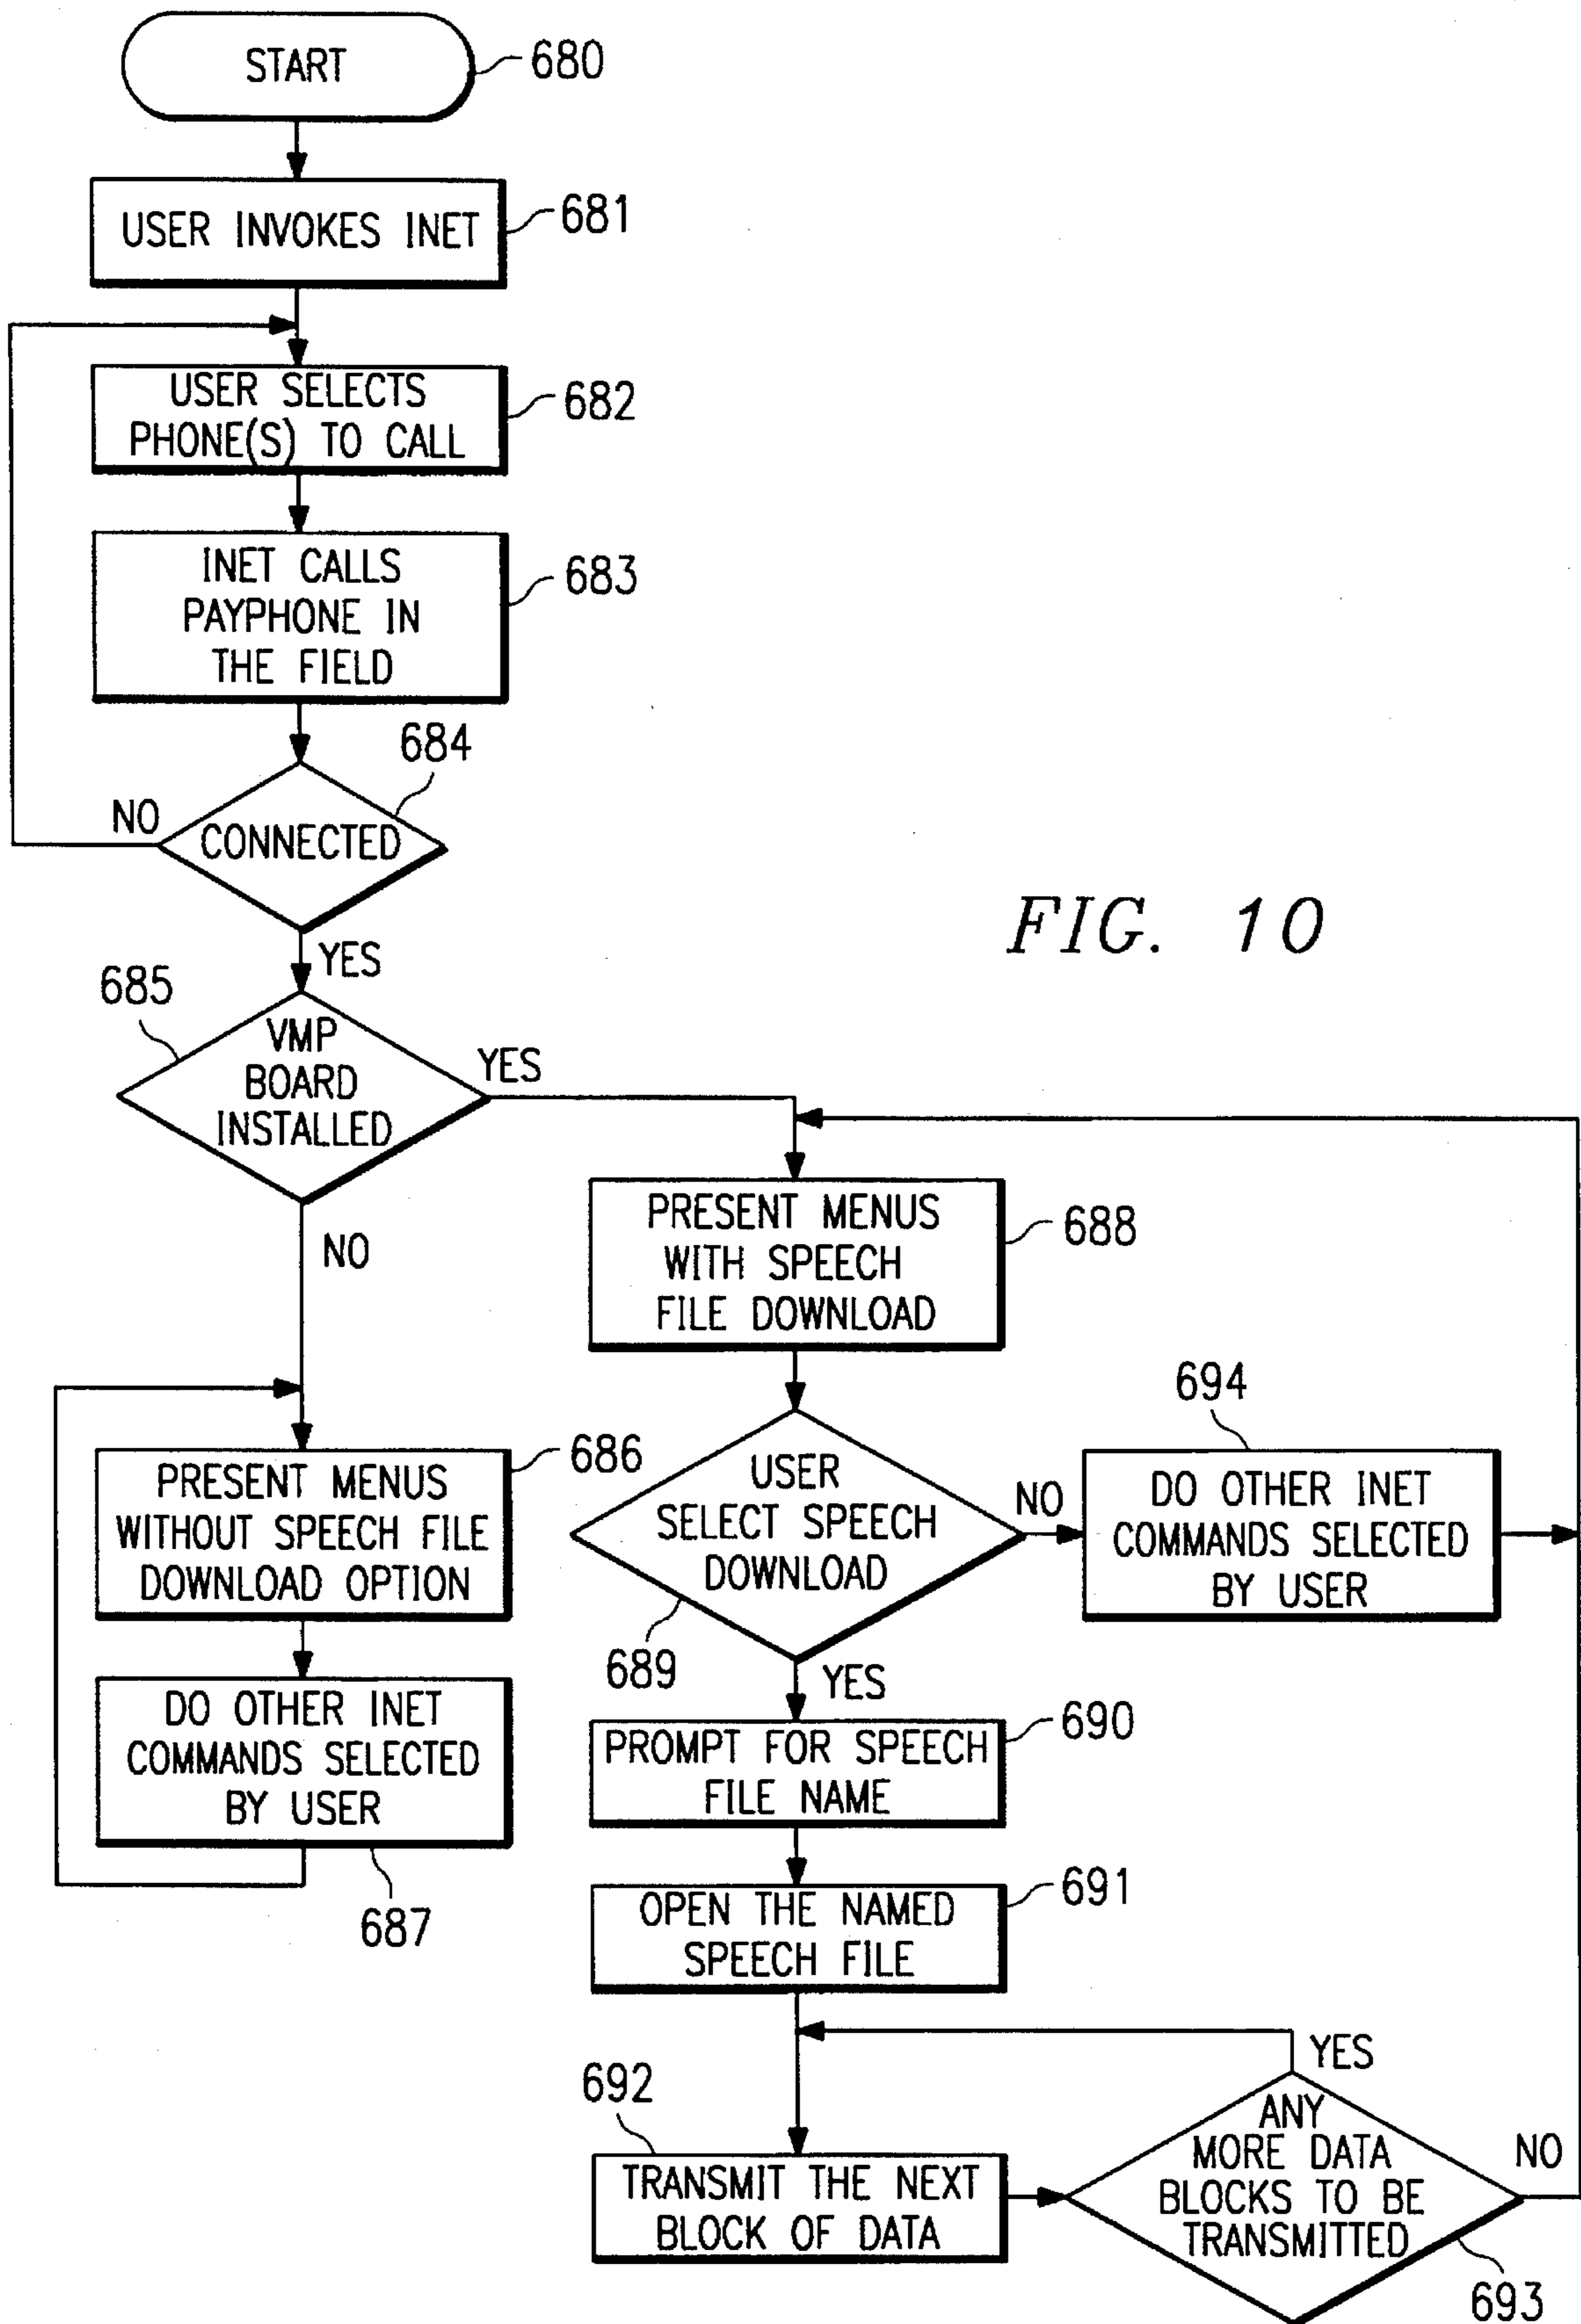 START
680
USER INVOKES INET
681
USER SELECTS
PHONE(S) TO CALL
682
INET CALLS
PAYPHONE IN
THE FIELD
683
684
CONNECTED
NO
YES
FIG. 10
685
VMP
BOARD
INSTALLED
YES
NO
PRESENT MENUS
WITH SPEECH
FILE DOWNLOAD
688
PRESENT MENUS
WITHOUT SPEECH FILE
DOWNLOAD OPTION
686
USER
SELECT SPEECH
DOWNLOAD
689
NO
694
DO OTHER INET
COMMANDS SELECTED
BY USER
YES
DO OTHER INET
COMMANDS SELECTED
BY USER
687
PROMPT FOR SPEECH
FILE NAME
690
OPEN THE NAMED
SPEECH FILE
691
692
TRANSMIT THE NEXT
BLOCK OF DATA
YES
ANY
MORE DATA
BLOCKS TO BE
TRANSMITTED
NO
693